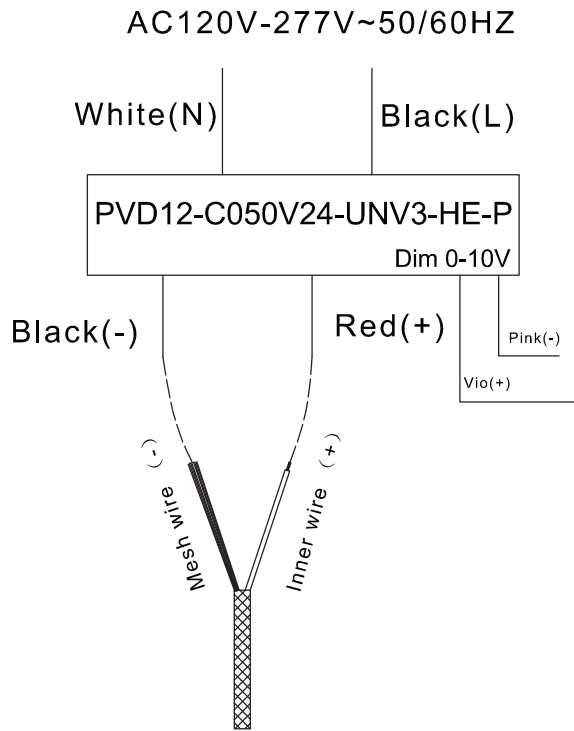 AC120V-277V~50/60HZ
White(N)
Black(L)
PVD12-C050V24-UNV3-HE-P
Dim 0-10V
Black(-)
Red(+)
Pink(-)
Vio(+)
Mesh wire (-)
Inner wire (+)